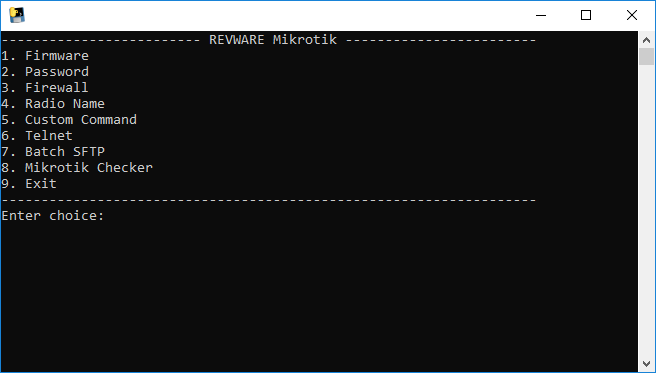 ------------------------- REVWARE Mikrotik ------------------------
1. Firmware
2. Password
3. Firewall
4. Radio Name
5. Custom Command
6. Telnet
7. Batch SFTP
8. Mikrotik Checker
9. Exit
-------------------------------------------------------------------
Enter choice: